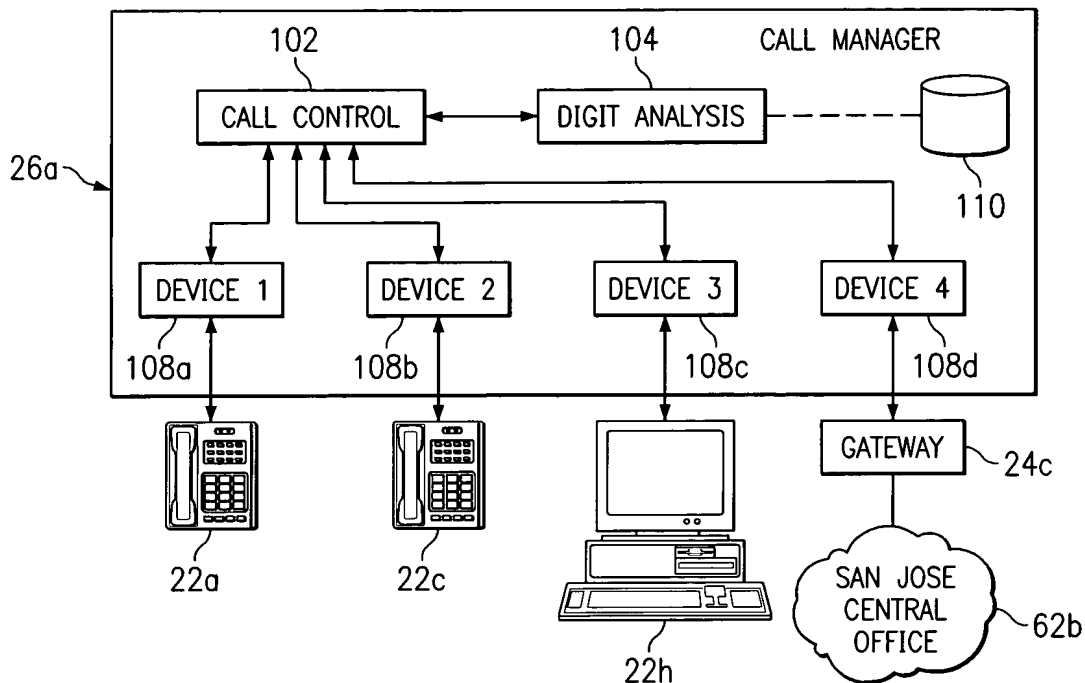 102
104
CALL MANAGER
CALL CONTROL
DIGIT ANALYSIS
26a
110
DEVICE 1
DEVICE 2
DEVICE 3
DEVICE 4
108a
108b
108c
108d
GATEWAY
24c
22a
22c
22h
SAN JOSE
CENTRAL
OFFICE
62b